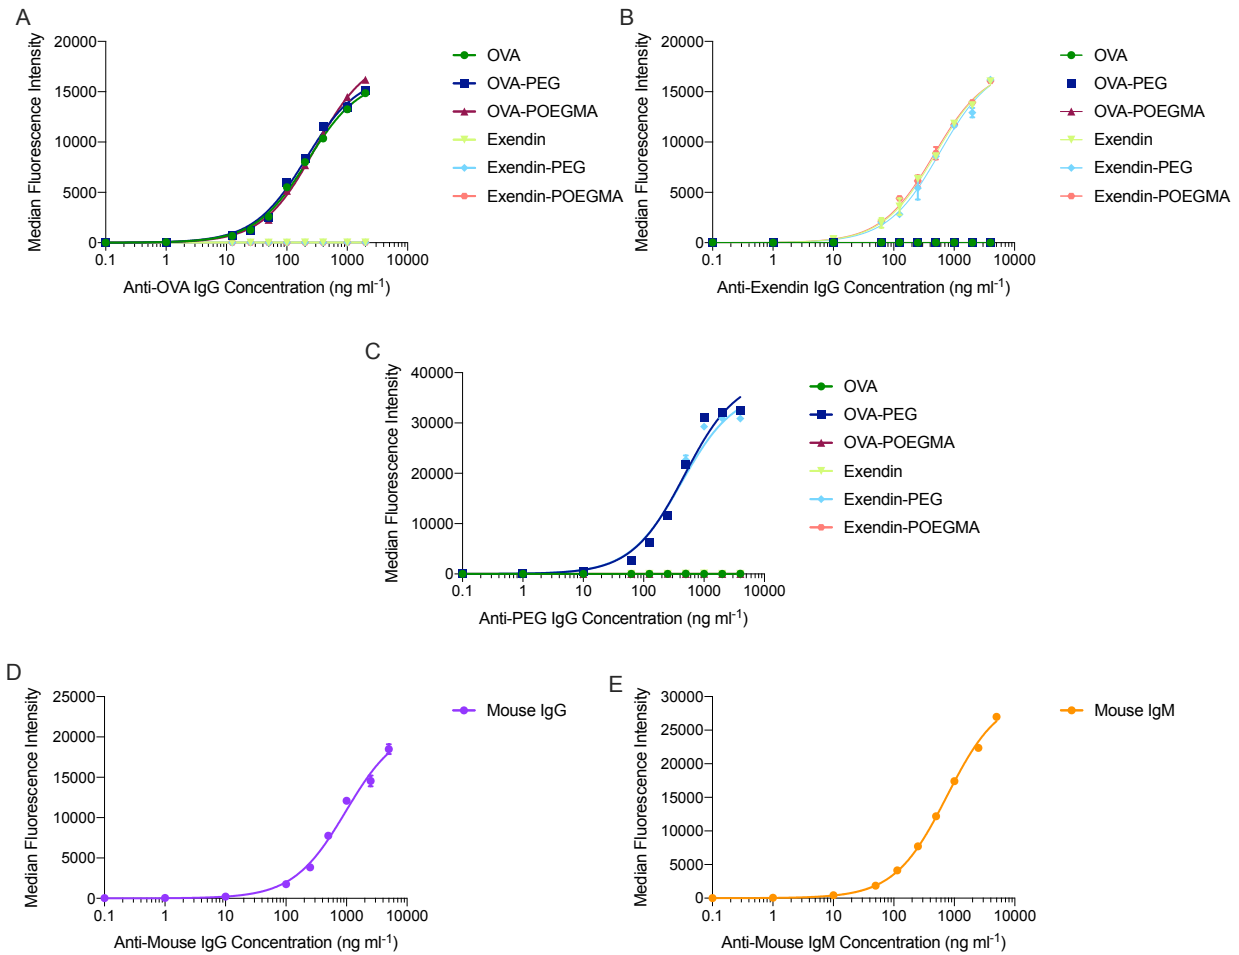 A
Median Fluorescence Intensity
20000
15000
10000
5000
0
0.1
1
10
100
1000
10000
Anti-OVA IgG Concentration (ng ml-1)
OVA
OVA-PEG
OVA-POEGMA
Exendin
Exendin-PEG
Exendin-POEGMA
B
Median Fluorescence Intensity
20000
15000
10000
5000
0
0.1
1
10
100
1000
10000
Anti-Exendin IgG Concentration (ng ml-1)
OVA
OVA-PEG
OVA-POEGMA
Exendin
Exendin-PEG
Exendin-POEGMA
C
Median Fluorescence Intensity
40000
30000
20000
10000
0
0.1
1
10
100
1000
10000
Anti-PEG IgG Concentration (ng ml-1)
OVA
OVA-PEG
OVA-POEGMA
Exendin
Exendin-PEG
Exendin-POEGMA
D
Median Fluorescence Intensity
25000
20000
15000
10000
5000
0
0.1
1
10
100
1000
10000
Anti-Mouse IgG Concentration (ng ml-1)
Mouse IgG
E
Median Fluorescence Intensity
30000
25000
20000
15000
10000
5000
0
0.1
1
10
100
1000
10000
Anti-Mouse IgM Concentration (ng ml-1)
Mouse IgM